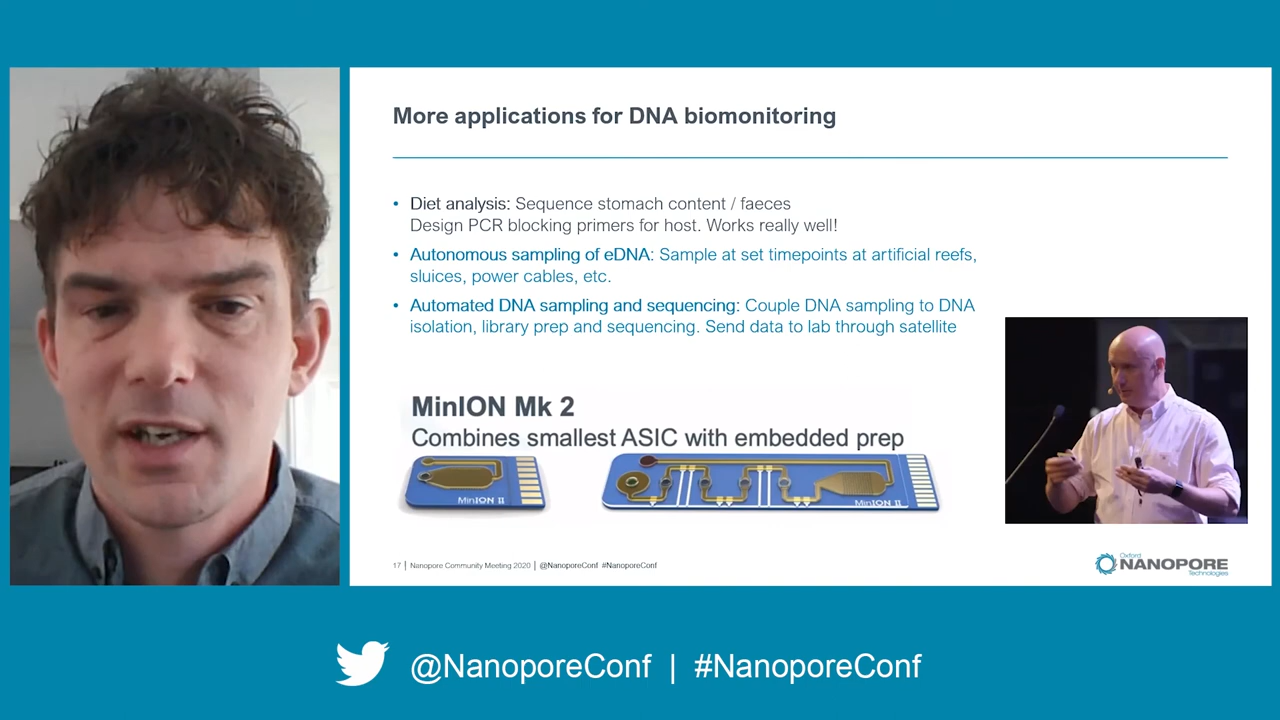 More applications for DNA biomonitoring
• Diet analysis: Sequence stomach content / faeces
Design PCR blocking primers for host. Works really well!
• Autonomous sampling of eDNA: Sample at set timepoints at artificial reefs,
sluices, power cables, etc.
• Automated DNA sampling and sequencing: Couple DNA sampling to DNA
isolation, library prep and sequencing. Send data to lab through satellite
MinION Mk 2
Combines smallest ASIC with embedded prep
MinION II
MinION II
17 | Nanopore Community Meeting 2020 | @NanoporeConf #NanoporeConf
Oxford
NANOPORE
Technologies
@NanoporeConf | #NanoporeConf